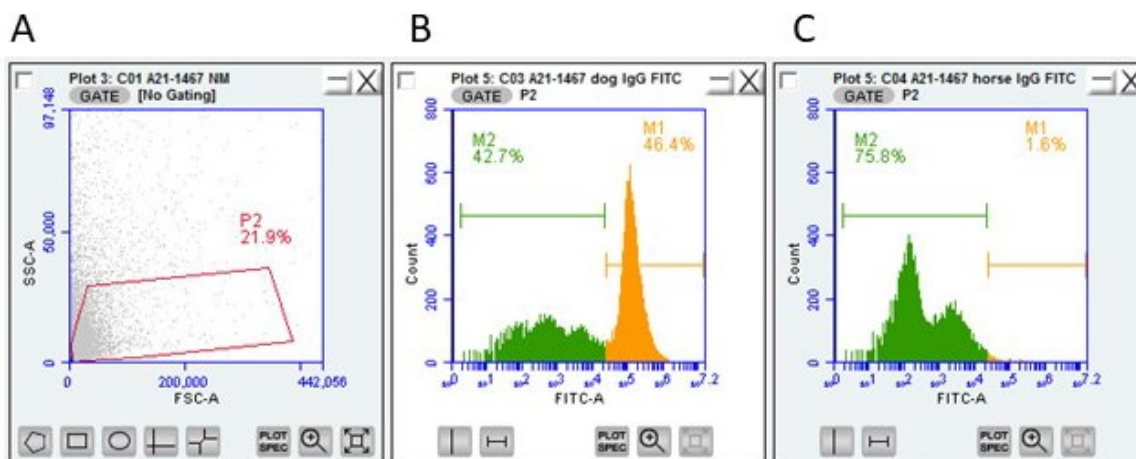 A
B
C
Plot 3: C01 A21-1467 NM
GATE [No Gating]
97,148
50,000
0
SSC-A
P2
21.9%
0 200,000 442,056
FSC-A
PLOT SPEC
Plot 5: C03 A21-1467 dog IgG FITC
GATE P2
800
600
400
200
0
Count
M2
42.7%
M1
46.4%
FITC-A
PLOT SPEC
Plot 5: C04 A21-1467 horse IgG FITC
GATE P2
800
600
400
200
0
Count
M2
75.8%
M1
1.6%
FITC-A
PLOT SPEC